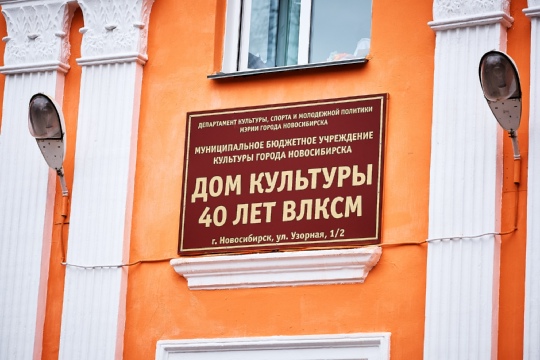 ДЕПАРТАМЕНТ КУЛЬТУРЫ, СПОРТА И МОЛОДЕЖНОЙ ПОЛИТИКИ
МЭРИИ ГОРОДА НОВОСИБИРСКА
МУНИЦИПАЛЬНОЕ БЮДЖЕТНОЕ УЧРЕЖДЕНИЕ
КУЛЬТУРЫ ГОРОДА НОВОСИБИРСКА
ДОМ КУЛЬТУРЫ
40 ЛЕТ ВЛКСМ
г. Новосибирск, ул. Узорная, 1/2